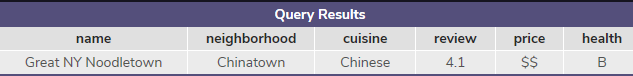 Query Results
name neighborhood cuisine review price health
Great NY Noodletown Chinatown Chinese 4.1 $$ B